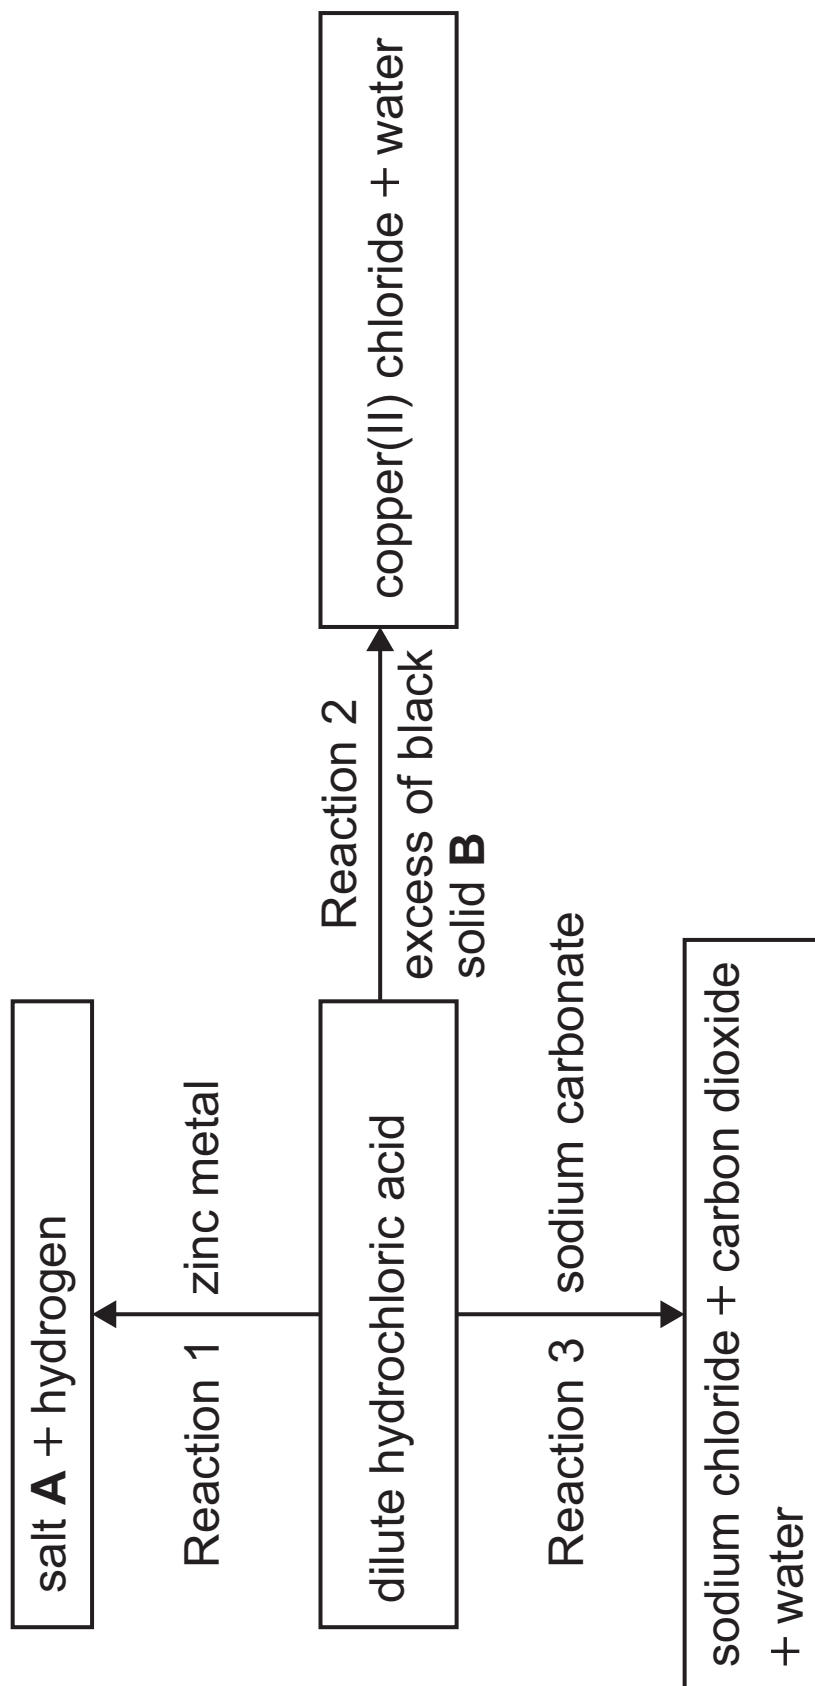 salt A + hydrogen
Reaction 1
zinc metal
dilute hydrochloric acid
Reaction 2
excess of black
solid B
copper(II) chloride + water
Reaction 3
sodium carbonate
sodium chloride + carbon dioxide
+ water